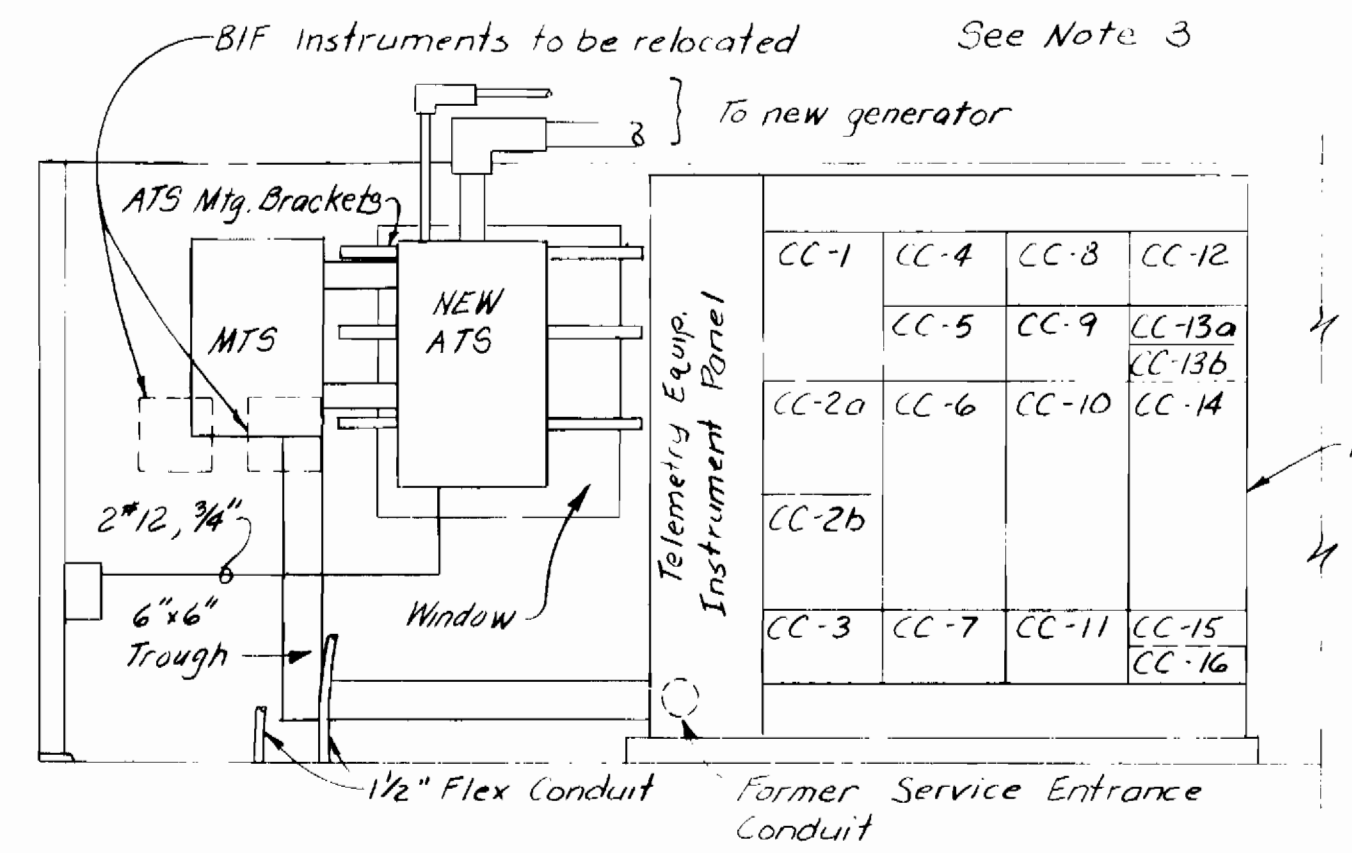 BIF Instruments to be relocated
See Note 3
To new generator
ATS Mtg. Brackets
MTS
NEW
ATS
Telemetry Equip.
Instrument Panel
CC-1
CC-4
CC-8
CC-12
CC-5
CC-9
CC-13a
CC-13b
CC-2a
CC-6
CC-10
CC-14
CC-2b
CC-3
CC-7
CC-11
CC-15
CC-16
2#12, 3/4"
6"x6"
Trough
Window
1 1/2" Flex Conduit
Former Service Entrance
Conduit